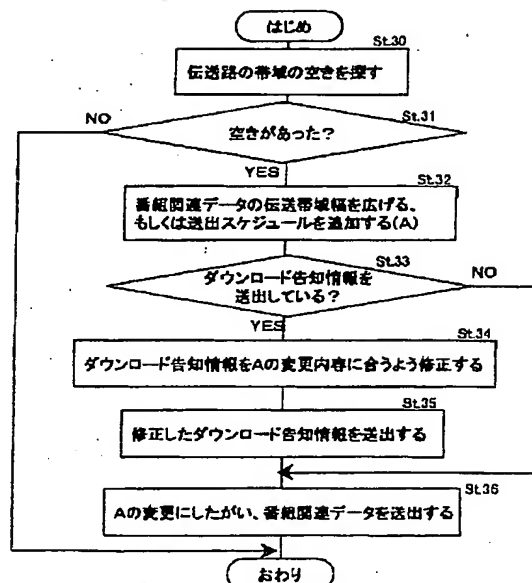 はじめ
St.30
伝送路の帯域の空きを探す
NO
St.31
空きがあった?
YES
St.32
番組関連データの伝送帯域幅を広げる、
もしくは送出スケジュールを追加する(A)
St.33
ダウンロード告知情報を
送出している?
NO
YES
St.34
ダウンロード告知情報をAの変更内容に合うよう修正する
St.35
修正したダウンロード告知情報を送出する
St.36
Aの変更にしたがい、番組関連データを送出する
おわり